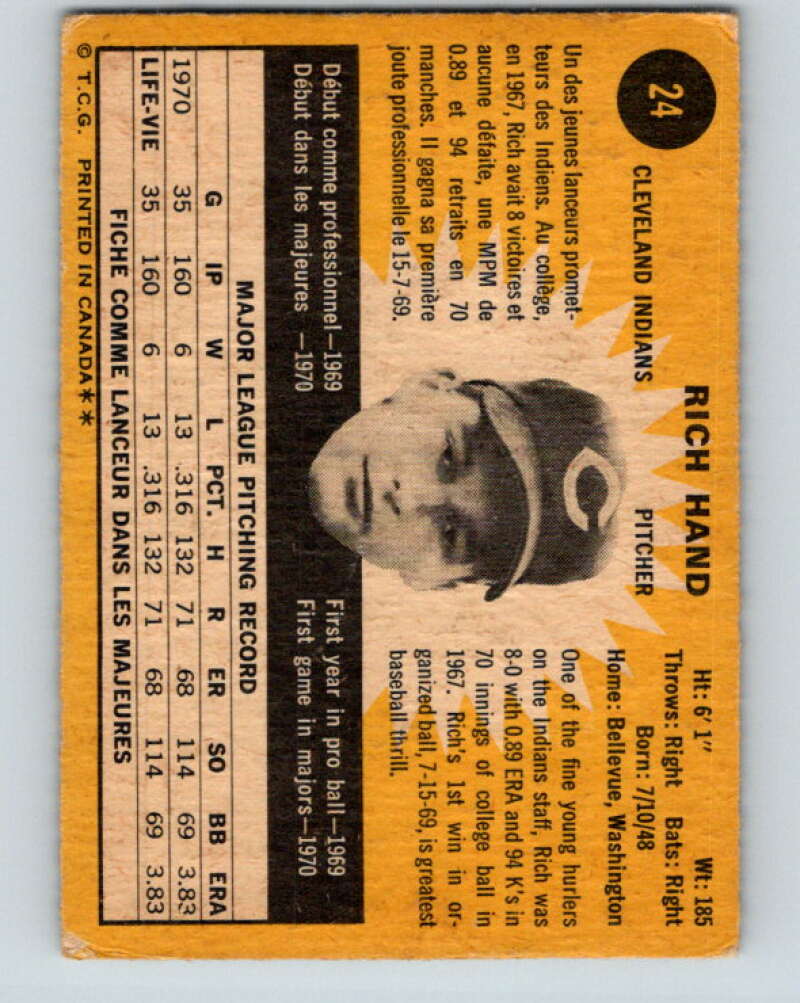 24
RICH HAND
CLEVELAND INDIANS PITCHER
Ht: 6' 1" Wt: 185
Throws: Right Bats: Right
Born: 7/10/48
Home: Bellevue, Washington
Un des jeunes lanceurs promet-
teurs des Indiens. Au collège,
en 1967, Rich avait 8 victoires et
aucune défaite, une MPM de
0.89 et 94 retraits en 70
manches. Il gagna sa première
joute professionnelle le 15-7-69.
C
One of the fine young hurlers
on the Indians staff, Rich was
8-0 with 0.89 ERA and 94 K's in
70 innings of college ball in
1967. Rich's 1st win in or-
ganized ball, 7-15-69, is greatest
baseball thrill.
Début comme professionnel—1969
Début dans les majeures —1970
First year in pro ball—1969
First game in majors—1970
MAJOR LEAGUE PITCHING RECORD
G IP W L PCT. H R ER SO BB ERA
1970 35 160 6 13 .316 132 71 68 114 69 3.83
LIFE-VIE 35 160 6 13 .316 132 71 68 114 69 3.83
FICHE COMME LANCEUR DANS LES MAJEURES
© T.C.G. PRINTED IN CANADA**